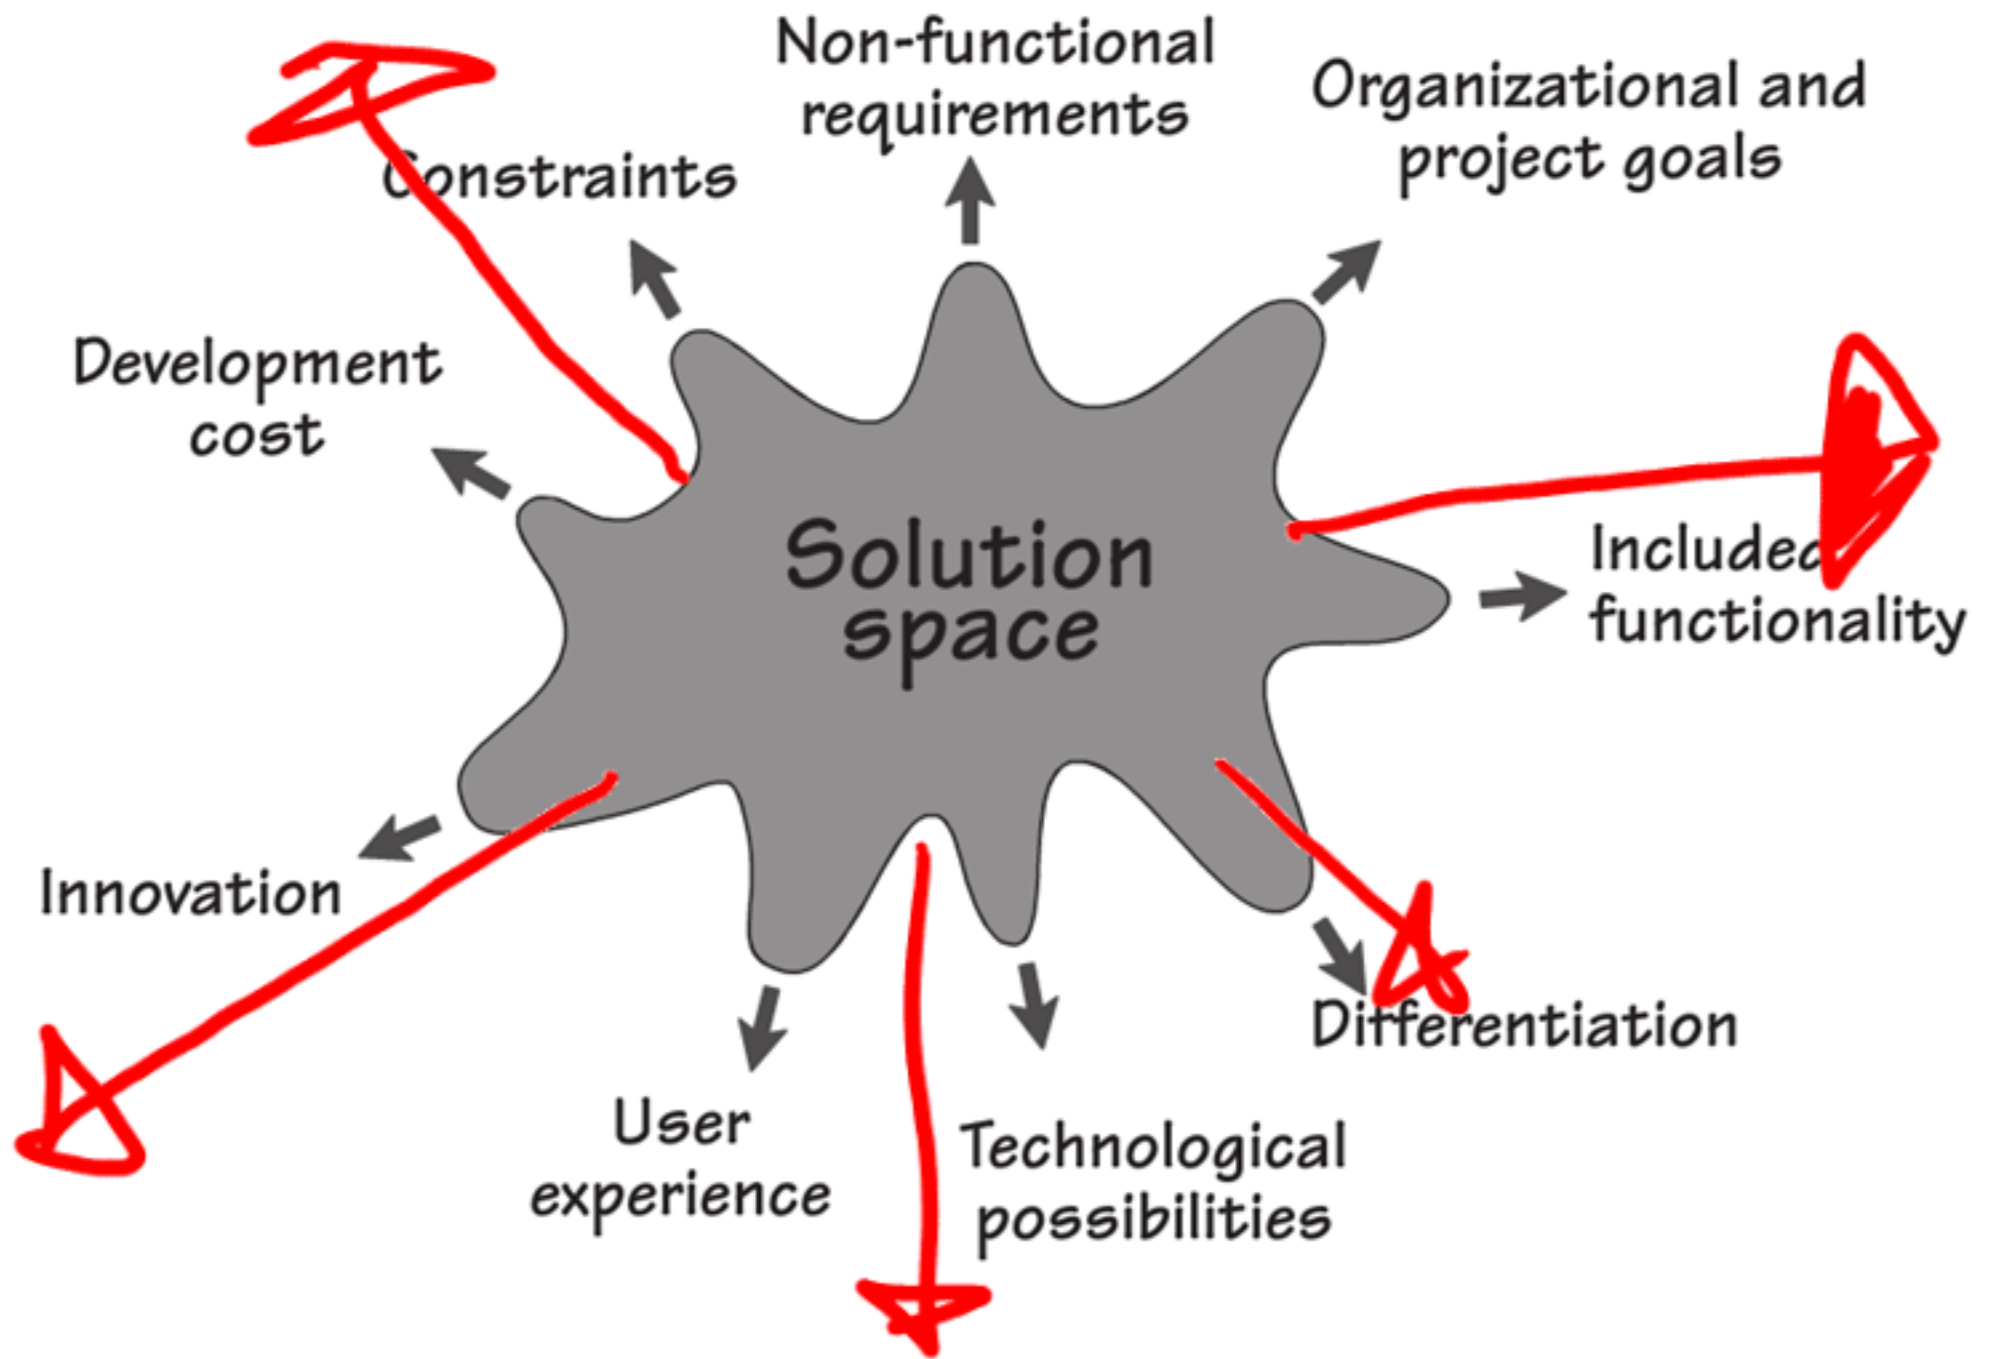 Non-functional
requirements
Organizational and
project goals
Constraints
Development
cost
Solution
space
Included
functionality
Innovation
Differentiation
User
experience
Technological
possibilities